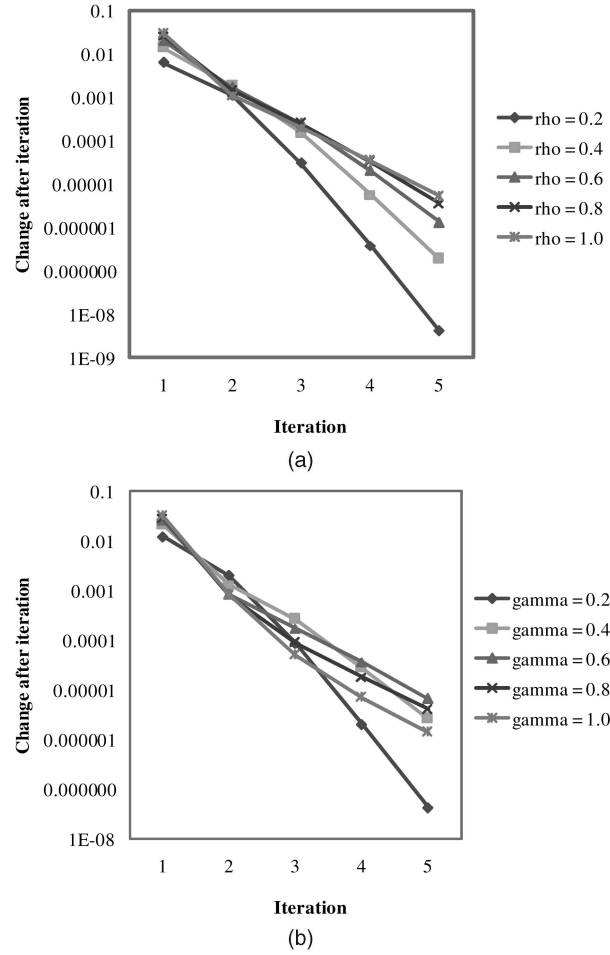 0.1
0.01
0.001
0.0001
0.00001
0.000001
0.000000
1E-08
1E-09
Change after iteration
1 2 3 4 5
Iteration
rho = 0.2
rho = 0.4
rho = 0.6
rho = 0.8
rho = 1.0
(a)
0.1
0.01
0.001
0.0001
0.00001
0.000001
0.000000
1E-08
Change after iteration
1 2 3 4 5
Iteration
gamma = 0.2
gamma = 0.4
gamma = 0.6
gamma = 0.8
gamma = 1.0
(b)